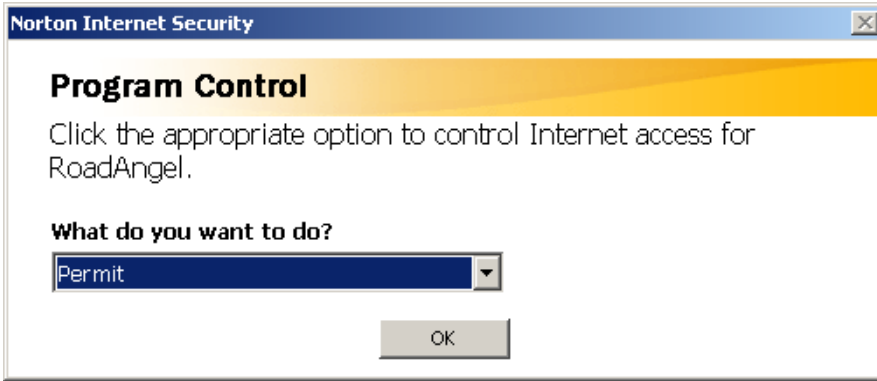 Norton Internet Security
Program Control
Click the appropriate option to control Internet access for
RoadAngel.
What do you want to do?
Permit
OK